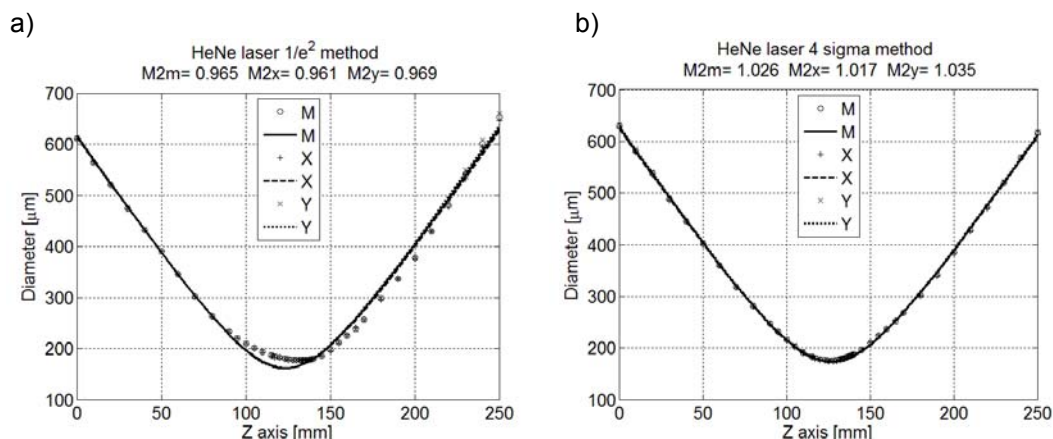 a)
HeNe laser 1/e² method
M2m= 0.965 M2x= 0.961 M2y= 0.969
700
600
500
400
300
200
100
Diameter [μm]
M
M
X
X
Y
Y
0 50 100 150 200 250
Z axis [mm]
b)
HeNe laser 4 sigma method
M2m= 1.026 M2x= 1.017 M2y= 1.035
700
600
500
400
300
200
100
Diameter [μm]
M
M
X
X
Y
Y
0 50 100 150 200 250
Z axis [mm]